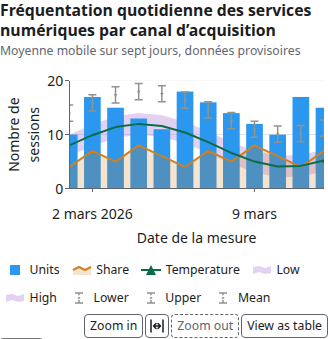 Fréquentation quotidienne des services
numériques par canal d’acquisition
Moyenne mobile sur sept jours, données provisoires
Nombre de
sessions
20
10
0
2 mars 2026
9 mars
Date de la mesure
Units
Share
Temperature
Low
High
Lower
Upper
Mean
Zoom in
Zoom out
View as table